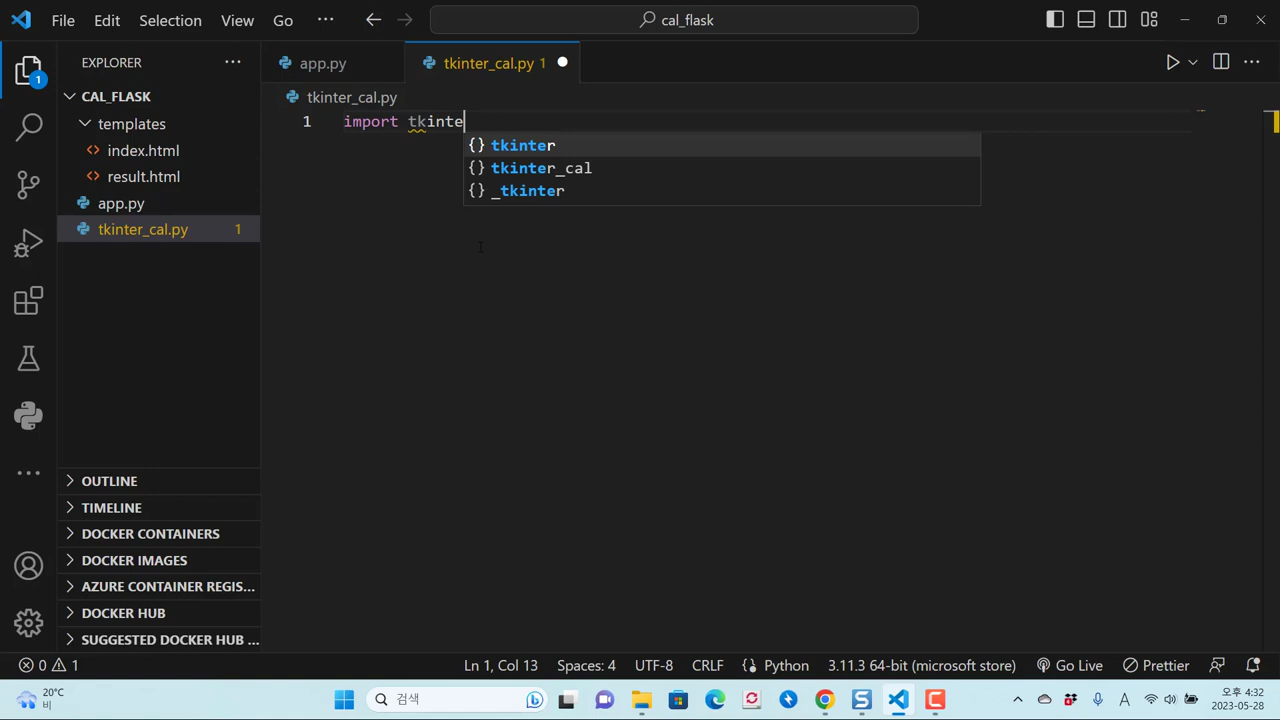 File Edit Selection View Go ··· cal_flask
EXPLORER ···
CAL_FLASK
templates
index.html
result.html
app.py
tkinter_cal.py 1
OUTLINE
TIMELINE
DOCKER CONTAINERS
DOCKER IMAGES
AZURE CONTAINER REGIS...
DOCKER HUB
SUGGESTED DOCKER HUB ...
1
app.py tkinter_cal.py 1
tkinter_cal.py
1 import tkinte
{} tkinter
{} tkinter_cal
{} _tkinter
0 1 Ln 1, Col 13 Spaces: 4 UTF-8 CRLF {} Python 3.11.3 64-bit (microsoft store) Go Live Prettier
20°C
비
검색
A
오후 4:32
2023-05-28